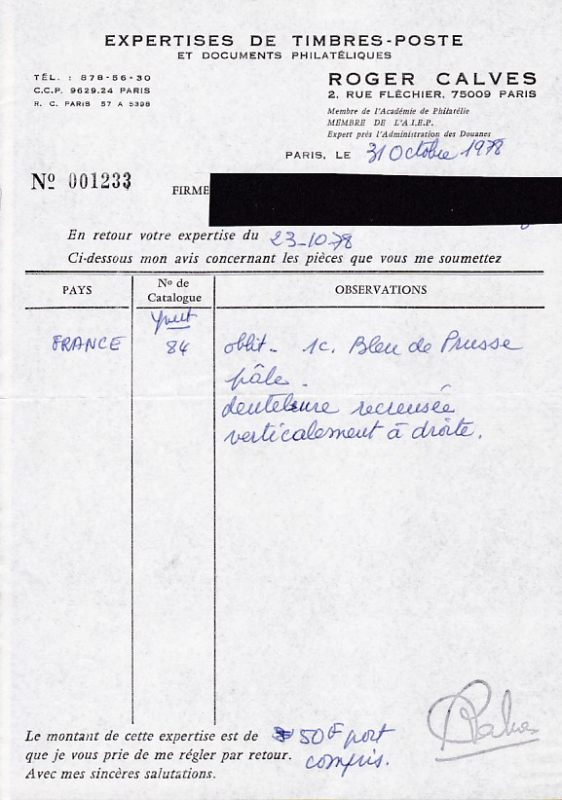 EXPERTISES DE TIMBRES-POSTE
ET DOCUMENTS PHILATÉLIQUES
TÉL. : 878-56-30
C.C.P. 9629.24 PARIS
R. C. PARIS 57 A 5398
ROGER CALVES
2, RUE FLÉCHIER, 75009 PARIS
Membre de l'Académie de Philatélie
MEMBRE DE L'A.I.E.P.
Expert près l'Administration des Douanes
PARIS, LE 31 Octobre 1978
No 001233
FIRME
En retour votre expertise du 23-10-78
Ci-dessous mon avis concernant les pièces que vous me soumettez
PAYS
No de Catalogue
OBSERVATIONS
Yvert
FRANCE
84
oblit- 1c. Bleu de Prusse
pâle.
denteleure recreusée
verticalement à droite.
Le montant de cette expertise est de 50F port
que je vous prie de me régler par retour. compris.
Avec mes sincères salutations.
Calves